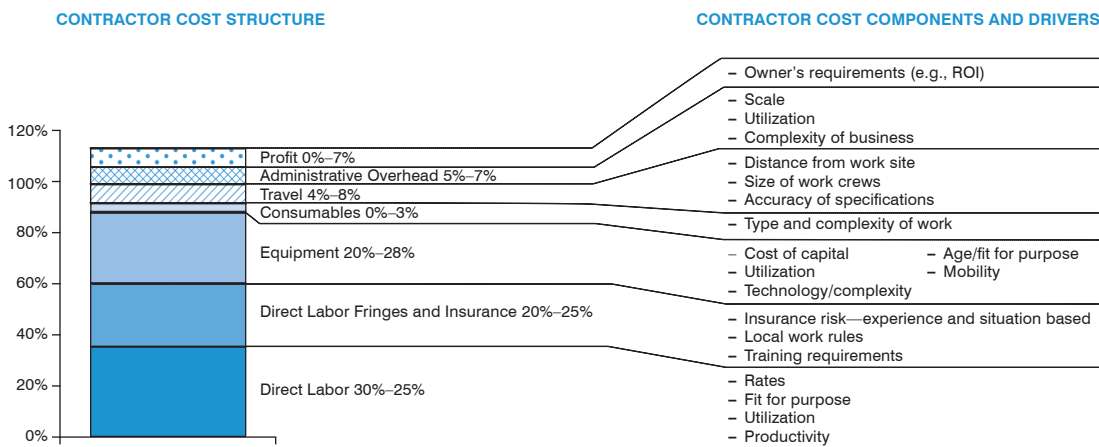 CONTRACTOR COST STRUCTURE
CONTRACTOR COST COMPONENTS AND DRIVERS
120%
100%
80%
60%
40%
20%
0%
Profit 0%–7%
Administrative Overhead 5%–7%
Travel 4%–8%
Consumables 0%–3%
Equipment 20%–28%
Direct Labor Fringes and Insurance 20%–25%
Direct Labor 30%–25%
– Owner's requirements (e.g., ROI)
– Scale
– Utilization
– Complexity of business
– Distance from work site
– Size of work crews
– Accuracy of specifications
– Type and complexity of work
– Cost of capital – Age/fit for purpose
– Utilization – Mobility
– Technology/complexity
– Insurance risk—experience and situation based
– Local work rules
– Training requirements
– Rates
– Fit for purpose
– Utilization
– Productivity